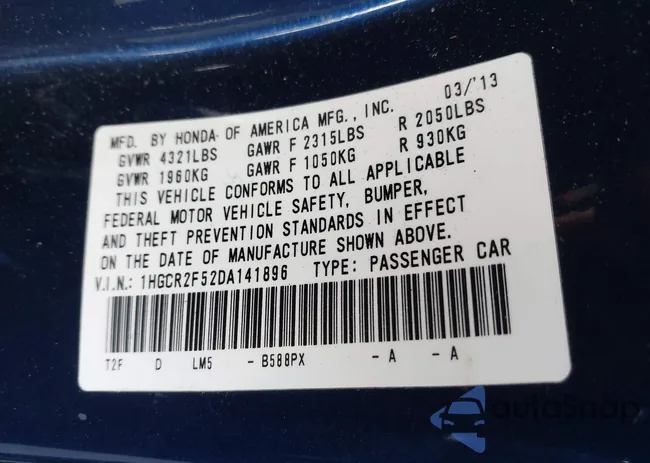 MFD. BY HONDA OF AMERICA MFG., INC. 03/'13
GVWR 4321LBS GAWR F 2315LBS R 2050LBS
GVWR 1960KG GAWR F 1050KG R 930KG
THIS VEHICLE CONFORMS TO ALL APPLICABLE
FEDERAL MOTOR VEHICLE SAFETY, BUMPER,
AND THEFT PREVENTION STANDARDS IN EFFECT
ON THE DATE OF MANUFACTURE SHOWN ABOVE.
V.I.N.: 1HGCR2F52DA141896 TYPE: PASSENGER CAR
T2F D LM5 - B588PX - A - A
autoSnap